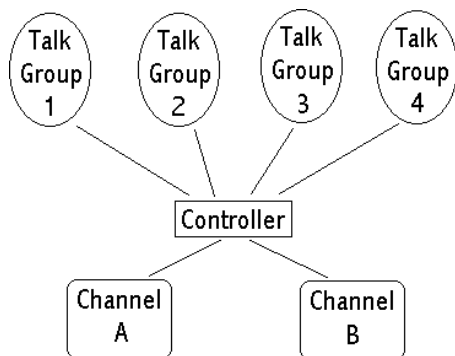 Talk
Group
1
Talk
Group
2
Talk
Group
3
Talk
Group
4
Controller
Channel
A
Channel
B